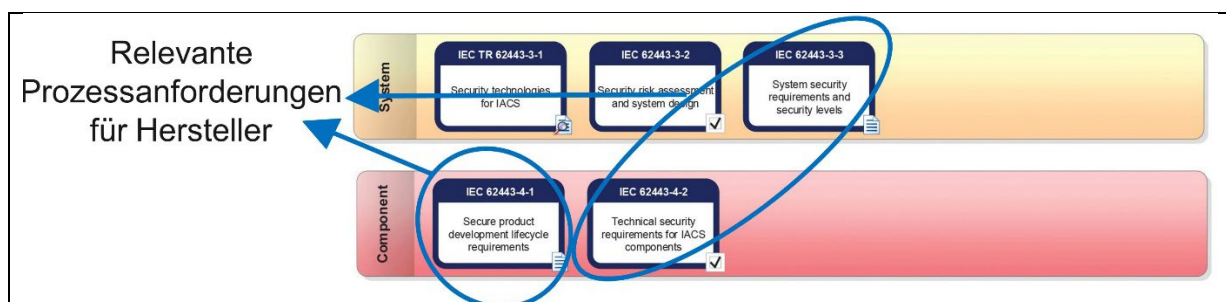 Relevante
Prozessanforderungen
für Hersteller
System
IEC TR 62443-3-1
Security technologies
for IACS
IEC 62443-3-2
Security risk assessment
and system design
IEC 62443-3-3
System security
requirements and
security levels
Component
IEC 62443-4-1
Secure product
development lifecycle
requirements
IEC 62443-4-2
Technical security
requirements for IACS
components